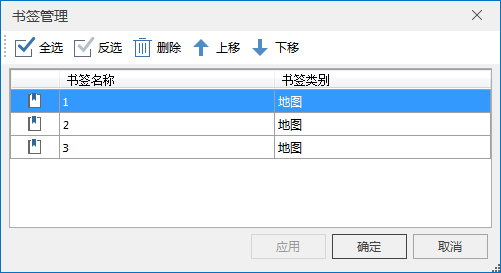 书签管理
全选 反选 删除 上移 下移
书签名称 书签类别
1 地图
2 地图
3 地图
应用 确定 取消